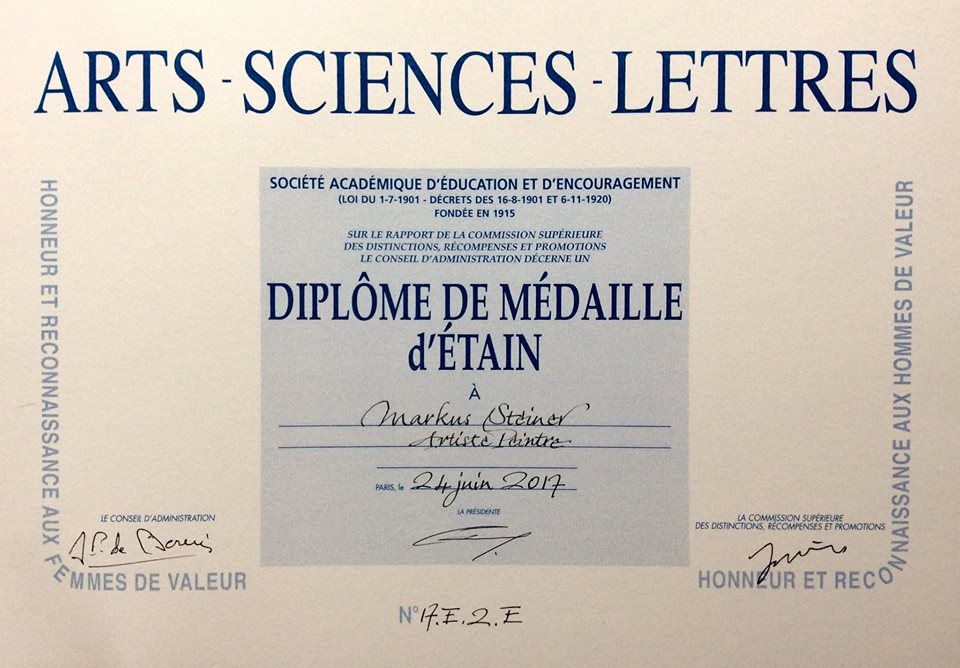 ARTS - SCIENCES - LETTRES
SOCIÉTÉ ACADÉMIQUE D'ÉDUCATION ET D'ENCOURAGEMENT
(LOI DU 1-7-1901 - DÉCRETS DES 16-8-1901 ET 6-11-1920)
FONDÉE EN 1915
SUR LE RAPPORT DE LA COMMISSION SUPÉRIEURE
DES DISTINCTIONS, RÉCOMPENSES ET PROMOTIONS
LE CONSEIL D'ADMINISTRATION DÉCERNE UN
DIPLÔME DE MÉDAILLE
d'ÉTAIN
À
Markus Steiner
Artiste Peintre
PARIS, le 24 juin 2017
LA PRÉSIDENTE
HONNEUR ET RECONNAISSANCE AUX FEMMES DE VALEUR
LE CONSEIL D'ADMINISTRATION
LA COMMISSION SUPÉRIEURE
DES DISTINCTIONS, RÉCOMPENSES ET PROMOTIONS
HONNEUR ET RECONNAISSANCE AUX HOMMES DE VALEUR
N° 17.E.2.E